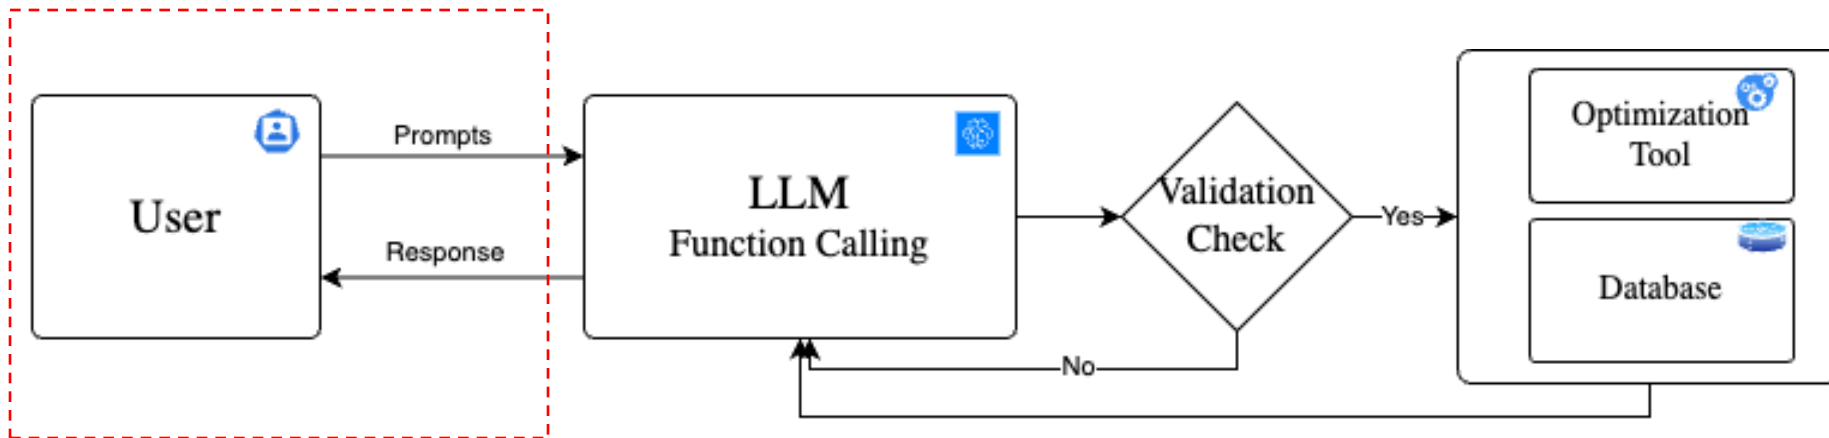 User
Prompts
Response
LLM
Function Calling
Validation
Check
Yes
No
Optimization
Tool
Database